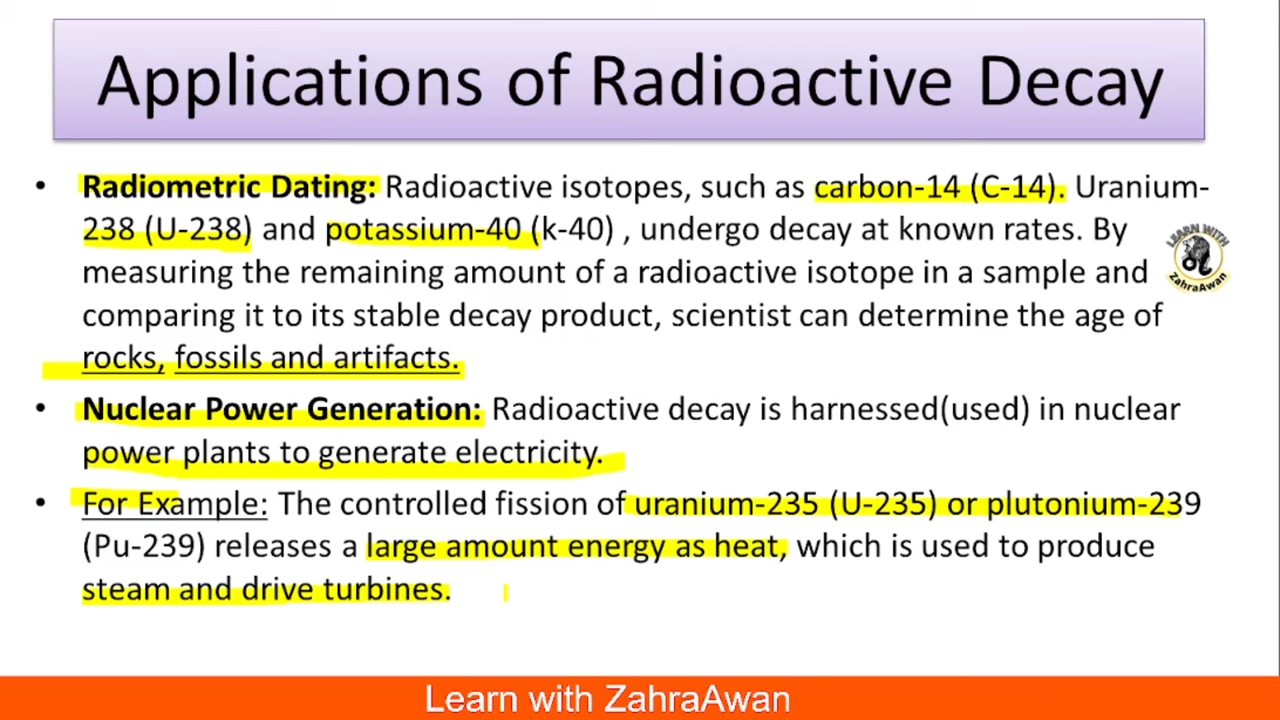 Applications of Radioactive Decay
• Radiometric Dating: Radioactive isotopes, such as carbon-14 (C-14). Uranium-
238 (U-238) and potassium-40 (k-40) , undergo decay at known rates. By
measuring the remaining amount of a radioactive isotope in a sample and
comparing it to its stable decay product, scientist can determine the age of
rocks, fossils and artifacts.
• Nuclear Power Generation: Radioactive decay is harnessed(used) in nuclear
power plants to generate electricity.
• For Example: The controlled fission of uranium-235 (U-235) or plutonium-239
(Pu-239) releases a large amount energy as heat, which is used to produce
steam and drive turbines.
LEARN WITH
ZahraAwan
Learn with ZahraAwan